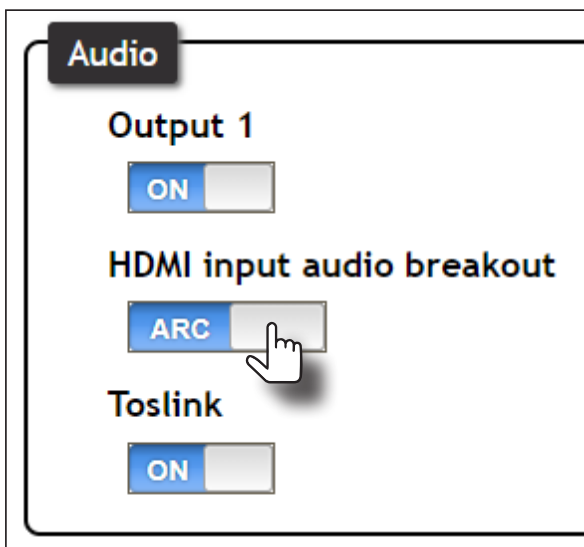 Audio
Output 1
ON
HDMI input audio breakout
ARC
Toslink
ON